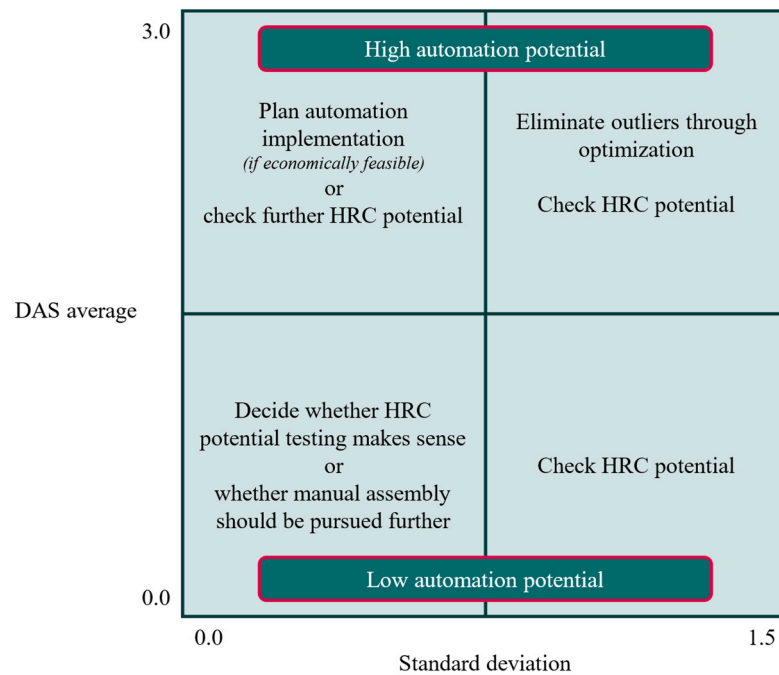 3.0
High automation potential
Plan automation
implementation
(if economically feasible)
or
check further HRC potential
Eliminate outliers through
optimization
Check HRC potential
DAS average
Decide whether HRC
potential testing makes sense
or
whether manual assembly
should be pursued further
Check HRC potential
Low automation potential
0.0
0.0
1.5
Standard deviation